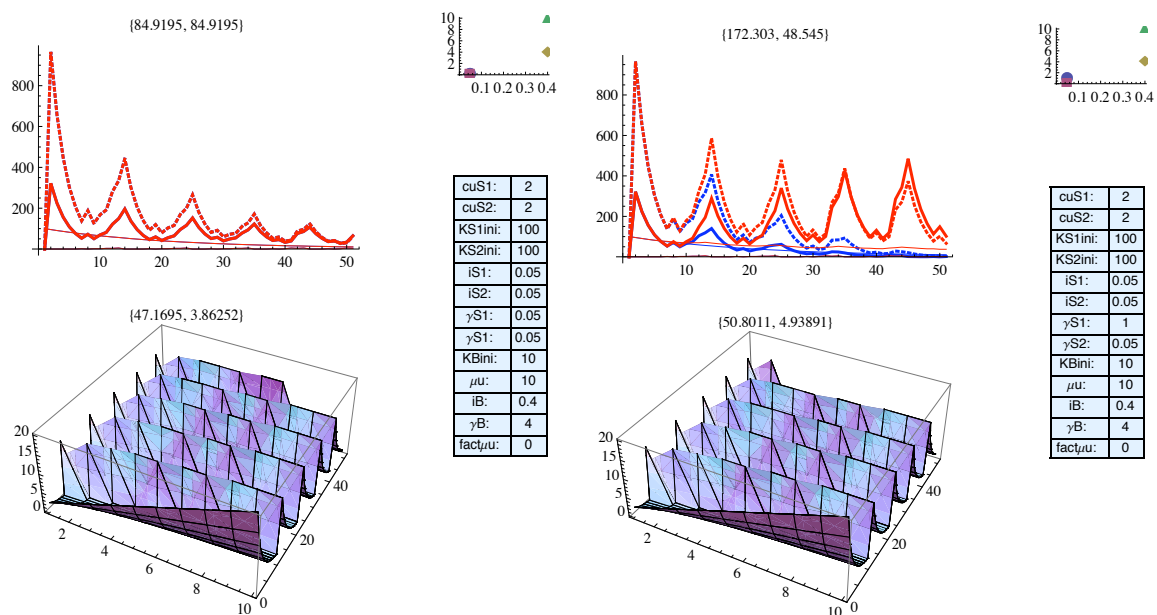 {84.9195, 84.9195}
800
600
400
200
10 20 30 40 50
10
8
6
4
2
0.1 0.2 0.3 0.4
cuS1: 2
cuS2: 2
KS1ini: 100
KS2ini: 100
iS1: 0.05
iS2: 0.05
γS1: 0.05
γS1: 0.05
KBini: 10
μu: 10
iB: 0.4
γB: 4
factμu: 0
{47.1695, 3.86252}
20
15
10
5
0
2
4
6
8
10
0
20
40
{172.303, 48.545}
800
600
400
200
10 20 30 40 50
10
8
6
4
2
0.1 0.2 0.3 0.4
cuS1: 2
cuS2: 2
KS1ini: 100
KS2ini: 100
iS1: 0.05
iS2: 0.05
γS1: 1
γS2: 0.05
KBini: 10
μu: 10
iB: 0.4
γB: 4
factμu: 0
{50.8011, 4.93891}
20
15
10
5
0
2
4
6
8
10
0
20
40